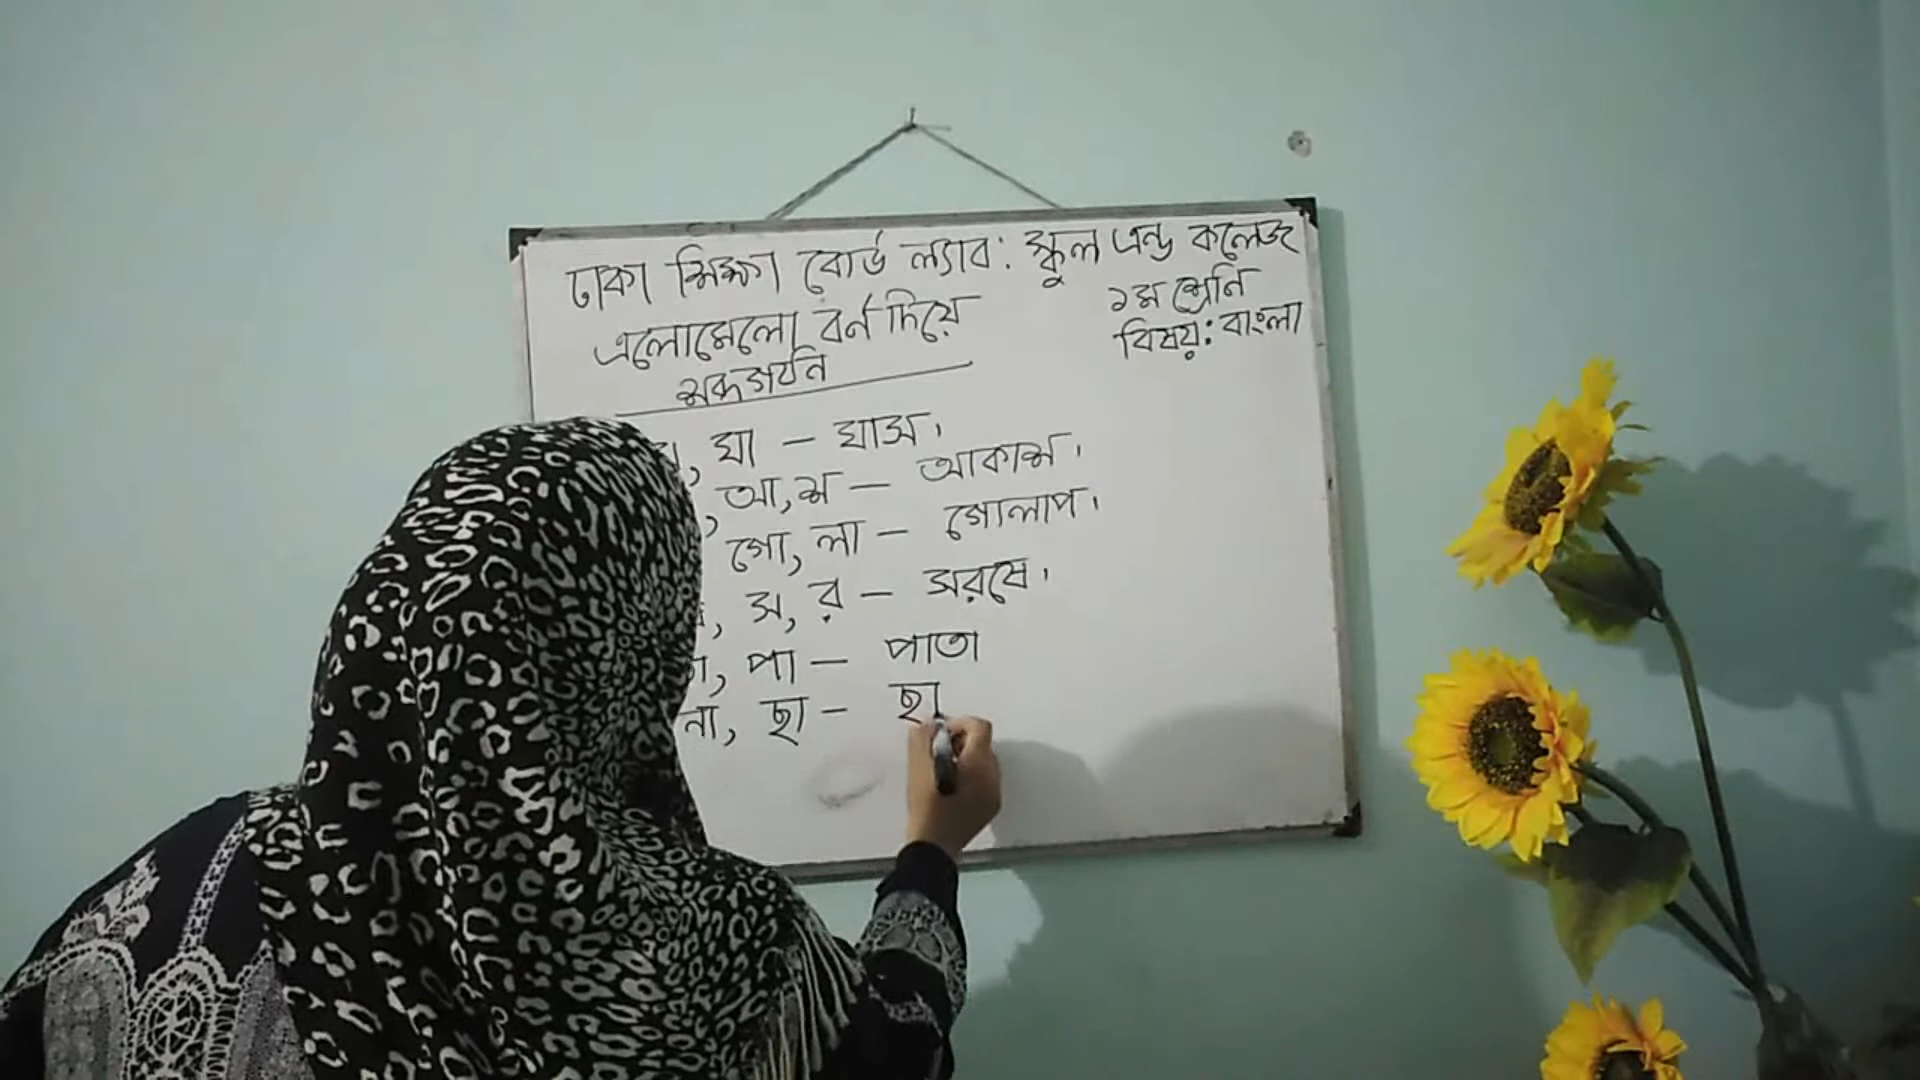 ঢাকা শিক্ষা বোর্ড ল্যাব: স্কুল এন্ড কলেজ
১ম শ্রেনি
বিষয়: বাংলা
এলোমেলো বর্ন দিয়ে
শব্দগঠন
, ঘা – ঘাস।
, আ, শ – আকাশ।
গো, লা – গোলাপ।
, স, র – সরষে।
, পা – পাতা
না, ছা – ছা